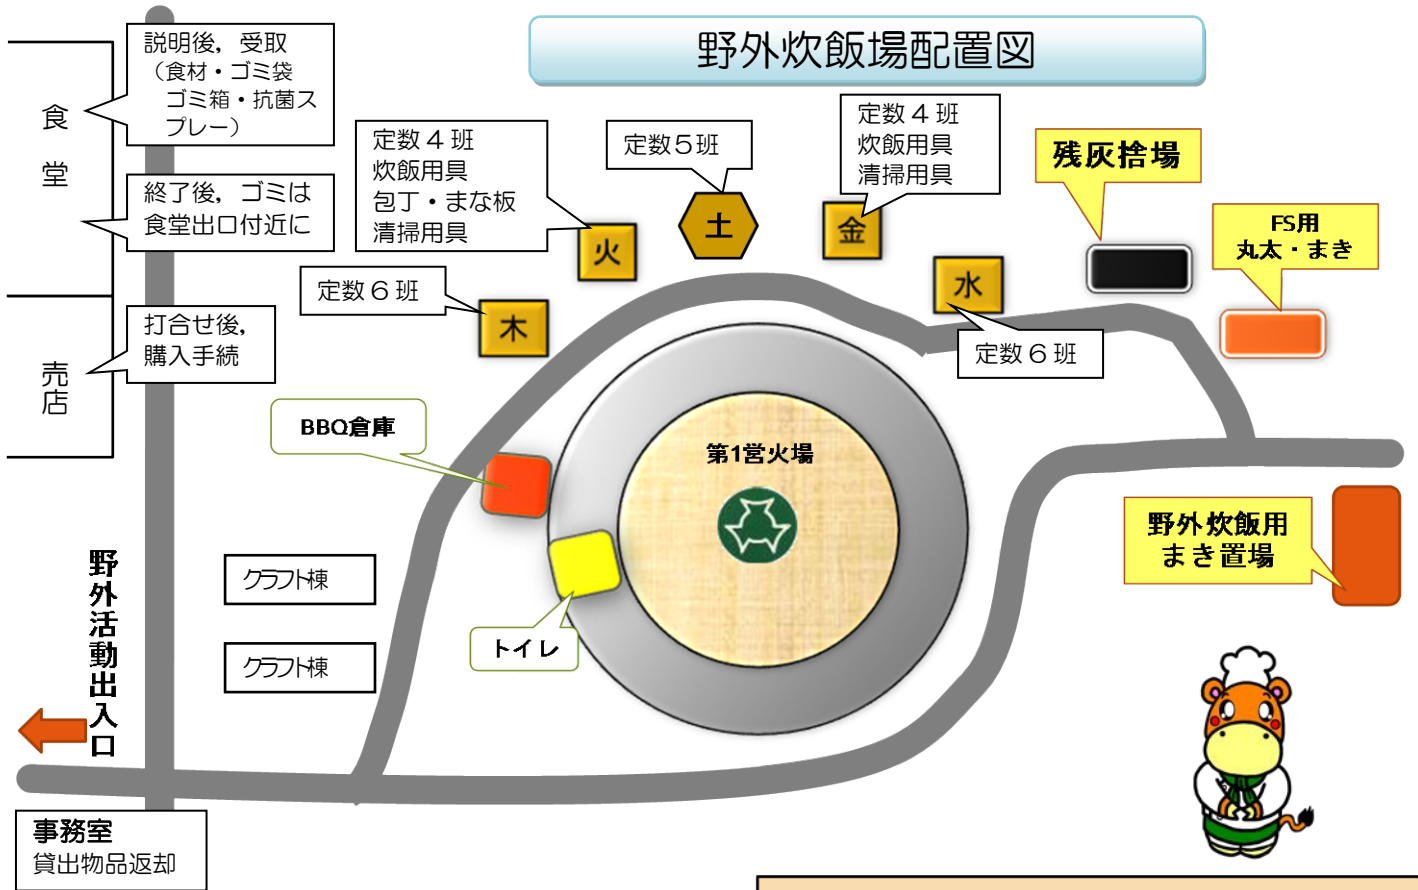 野外炊飯場配置図
説明後，受取
（食材・ゴミ袋
ゴミ箱・抗菌ス
プレー）
食堂
終了後，ゴミは
食堂出口付近に
打合せ後，
購入手続
売店
定数４班
炊飯用具
包丁・まな板
清掃用具
定数５班
定数４班
炊飯用具
清掃用具
残灰捨場
FS用
丸太・まき
定数６班
木
火
土
金
水
定数６班
BBQ倉庫
第1営火場
トイレ
クラフト棟
クラフト棟
野外炊飯用
まき置場
野外活動出入口
事務室
貸出物品返却